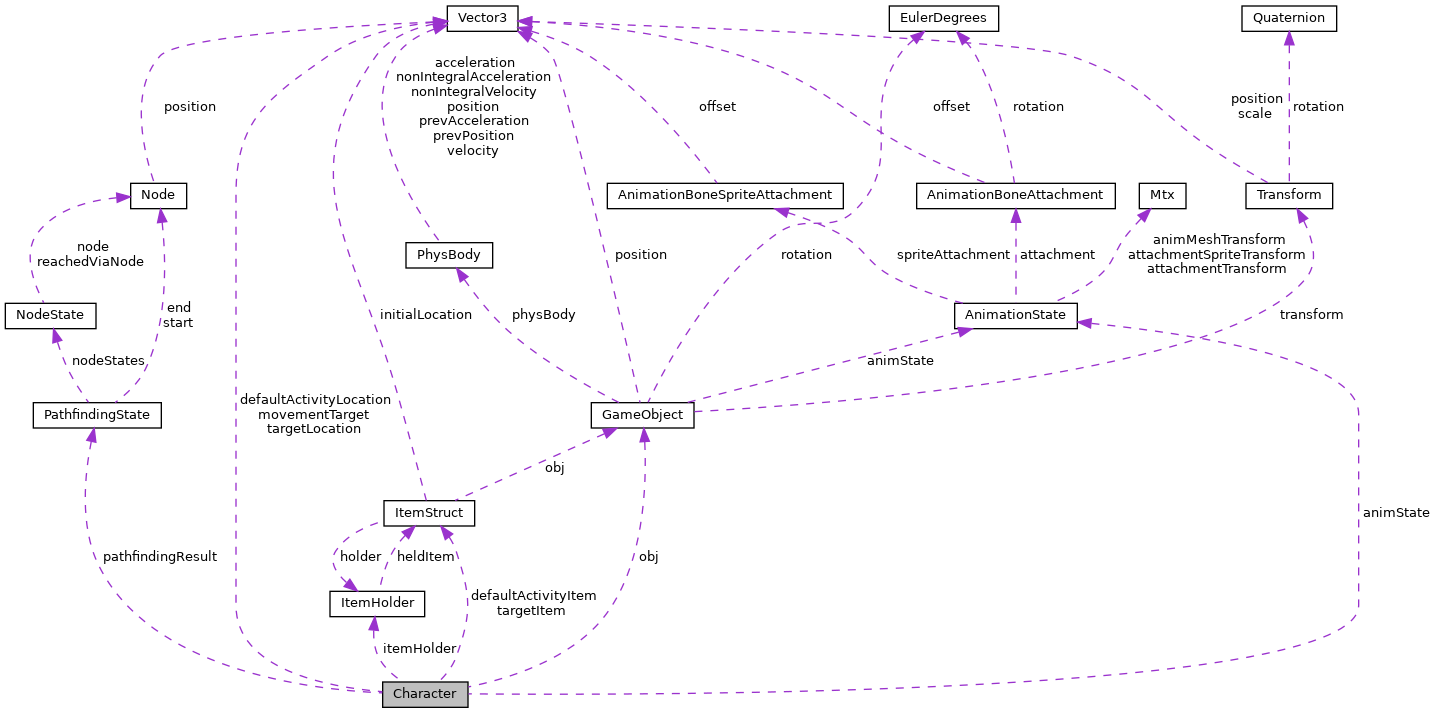 Vector3
EulerDegrees
Quaternion
acceleration
nonIntegralAcceleration
nonIntegralVelocity
position
prevAcceleration
prevPosition
velocity
position
offset
offset
rotation
position
scale
rotation
Node
AnimationBoneSpriteAttachment
AnimationBoneAttachment
Mtx
Transform
node
reachedViaNode
PhysBody
position
rotation
spriteAttachment
attachment
animMeshTransform
attachmentSpriteTransform
attachmentTransform
NodeState
end
start
initialLocation
physBody
AnimationState
transform
nodeStates
animState
PathfindingState
defaultActivityLocation
movementTarget
targetLocation
GameObject
obj
ItemStruct
animState
pathfindingResult
holder
heldItem
obj
ItemHolder
defaultActivityItem
targetItem
itemHolder
Character